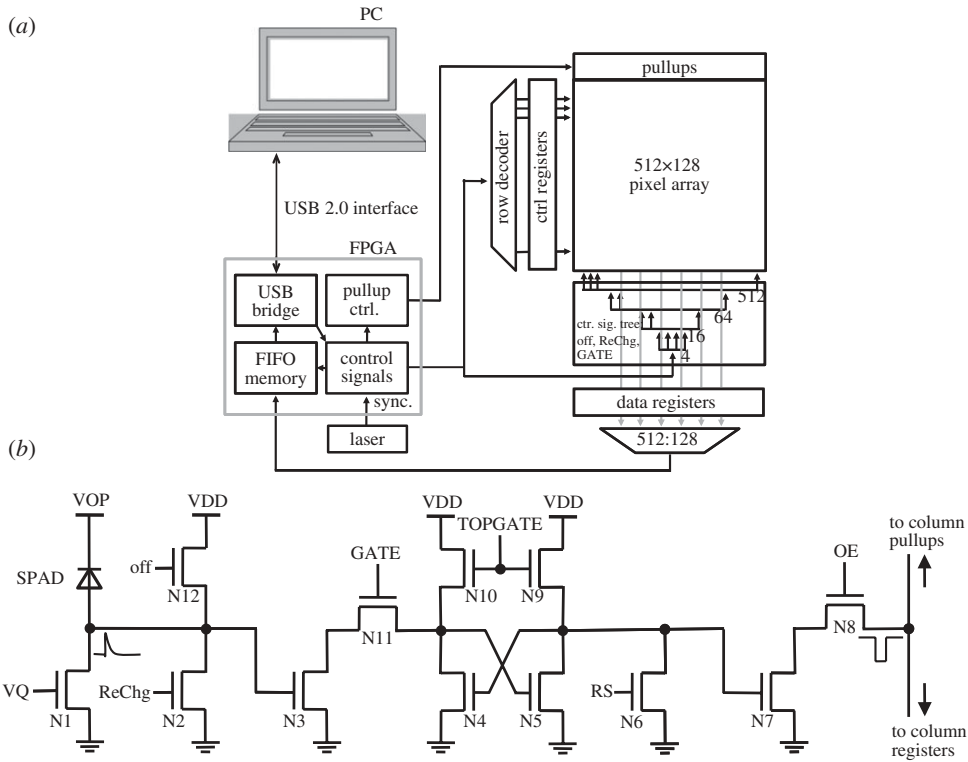 (a)
PC
USB 2.0 interface
FPGA
USB
bridge
pullup
ctrl.
FIFO
memory
control
signals
sync.
laser
row decoder
ctrl registers
pullups
512×128
pixel array
512
64
16
4
ctr. sig. tree
off, ReChg,
GATE
data registers
512:128
(b)
VOP
VDD
SPAD
off
N12
VQ
N1
ReChg
N2
N3
GATE
N11
VDD
TOPGATE
VDD
N10
N9
N4
N5
RS
N6
N7
OE
N8
to column
pullups
to column
registers